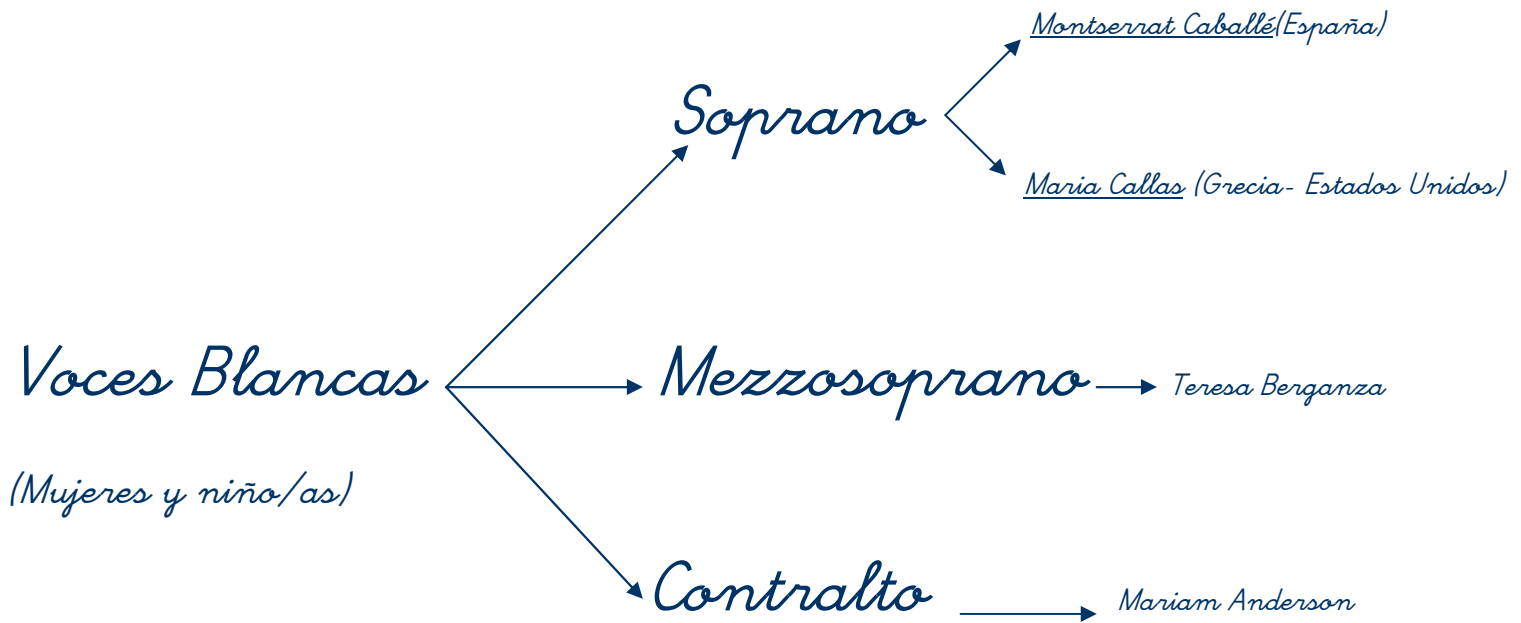 Montserrat Caballé(España)
Soprano
Maria Callas (Grecia- Estados Unidos)
Voces Blancas
Mezzosoprano
Teresa Berganza
(Mujeres y niño/as)
Contralto
Mariam Anderson